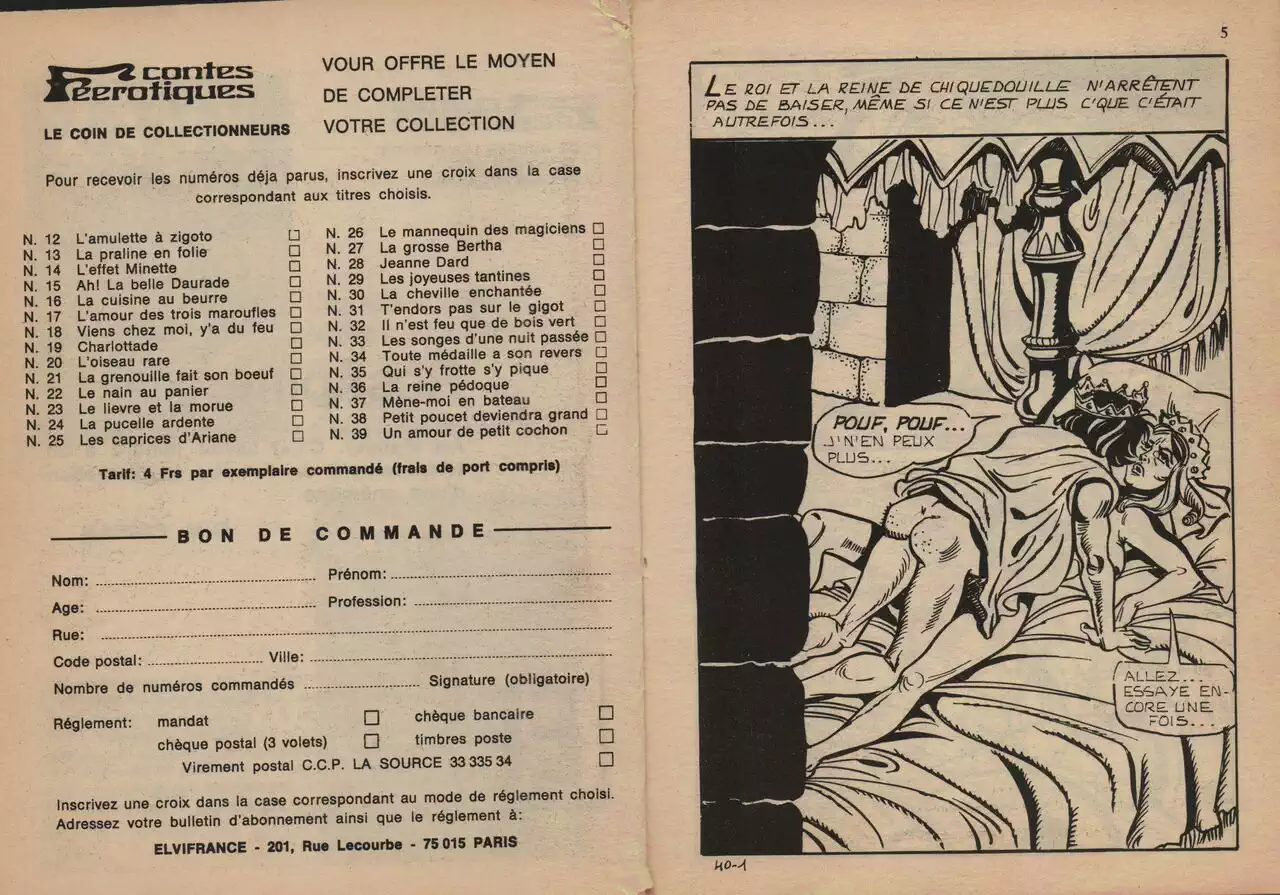 contes
Féerotiques
LE COIN DE COLLECTIONNEURS
VOUR OFFRE LE MOYEN
DE COMPLETER
VOTRE COLLECTION
Pour recevoir les numéros déja parus, inscrivez une croix dans la case
correspondant aux titres choisis.
N. 12 L'amulette à zigoto
N. 13 La praline en folie
N. 14 L'effet Minette
N. 15 Ah! La belle Daurade
N. 16 La cuisine au beurre
N. 17 L'amour des trois maroufles
N. 18 Viens chez moi, y'a du feu
N. 19 Charlottade
N. 20 L'oiseau rare
N. 21 La grenouille fait son boeuf
N. 22 Le nain au panier
N. 23 Le lievre et la morue
N. 24 La pucelle ardente
N. 25 Les caprices d'Ariane
N. 26 Le mannequin des magiciens
N. 27 La grosse Bertha
N. 28 Jeanne Dard
N. 29 Les joyeuses tantines
N. 30 La cheville enchantée
N. 31 T'endors pas sur le gigot
N. 32 Il n'est feu que de bois vert
N. 33 Les songes d'une nuit passée
N. 34 Toute médaille a son revers
N. 35 Qui s'y frotte s'y pique
N. 36 La reine pédoque
N. 37 Mène-moi en bateau
N. 38 Petit poucet deviendra grand
N. 39 Un amour de petit cochon
Tarif: 4 Frs par exemplaire commandé (frais de port compris)
BON DE COMMANDE
Nom: Prénom:
Age: Profession:
Rue:
Code postal: Ville:
Nombre de numéros commandés Signature (obligatoire)
Réglement: mandat chèque bancaire
chèque postal (3 volets) timbres poste
Virement postal C.C.P. LA SOURCE 33 335 34
Inscrivez une croix dans la case correspondant au mode de réglement choisi.
Adressez votre bulletin d'abonnement ainsi que le réglement à:
ELVIFRANCE - 201, Rue Lecourbe - 75 015 PARIS
5
LE ROI ET LA REINE DE CHIQUEDOUILLE N'ARRÊTENT
PAS DE BAISER, MÊME SI CE N'EST PLUS C'QUE C'ÉTAIT
AUTREFOIS...
POUF, POUF...
J'N'EN PEUX
PLUS...
ALLEZ...
ESSAYE EN-
CORE UNE
FOIS...
40-1